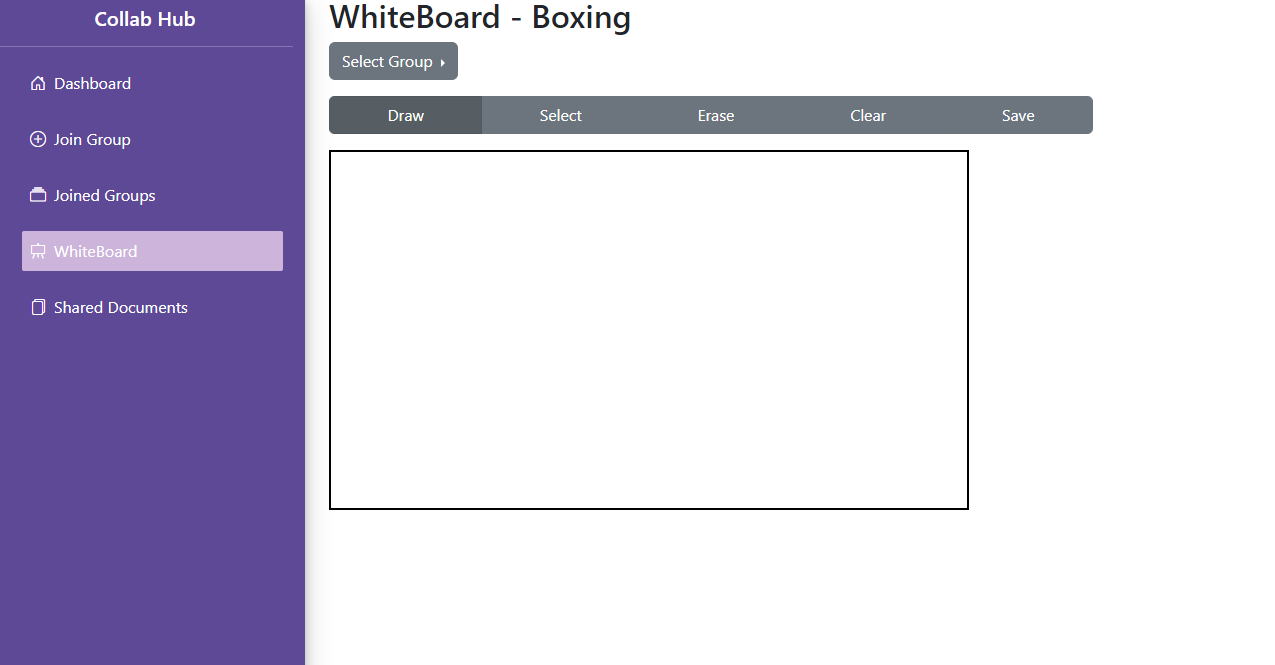 Collab Hub
Dashboard
Join Group
Joined Groups
WhiteBoard
Shared Documents
WhiteBoard - Boxing
Select Group
Draw Select Erase Clear Save